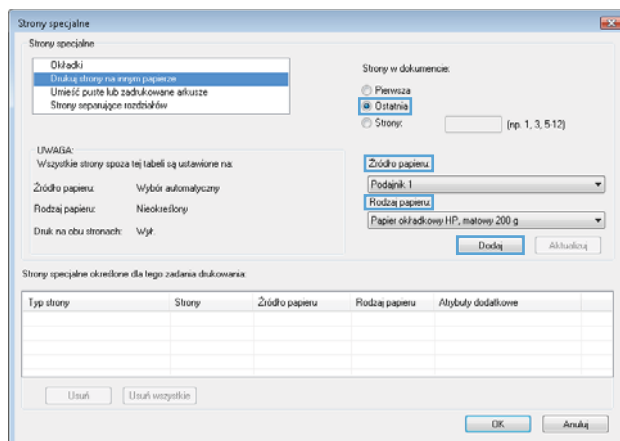 Strony specjalne
Strony specjalne
Okładki
Drukuj strony na innym papierze
Umieść puste lub zadrukowane arkusze
Strony separujące rozdziałów
Strony w dokumencie:
Pierwsza
Ostatnia
Strony: (np. 1, 3, 5-12)
UWAGA:
Wszystkie strony spoza tej tabeli są ustawione na:
Źródło papieru: Wybór automatyczny
Rodzaj papieru: Nieokreślony
Druk na obu stronach: Wył.
Źródło papieru:
Podajnik 1
Rodzaj papieru:
Papier okładkowy HP, matowy 200 g
Dodaj Aktualizuj
Strony specjalne określone dla tego zadania drukowania:
Typ strony Strony Źródło papieru Rodzaj papieru Atrybuty dodatkowe
Usuń Usuń wszystkie
OK Anuluj